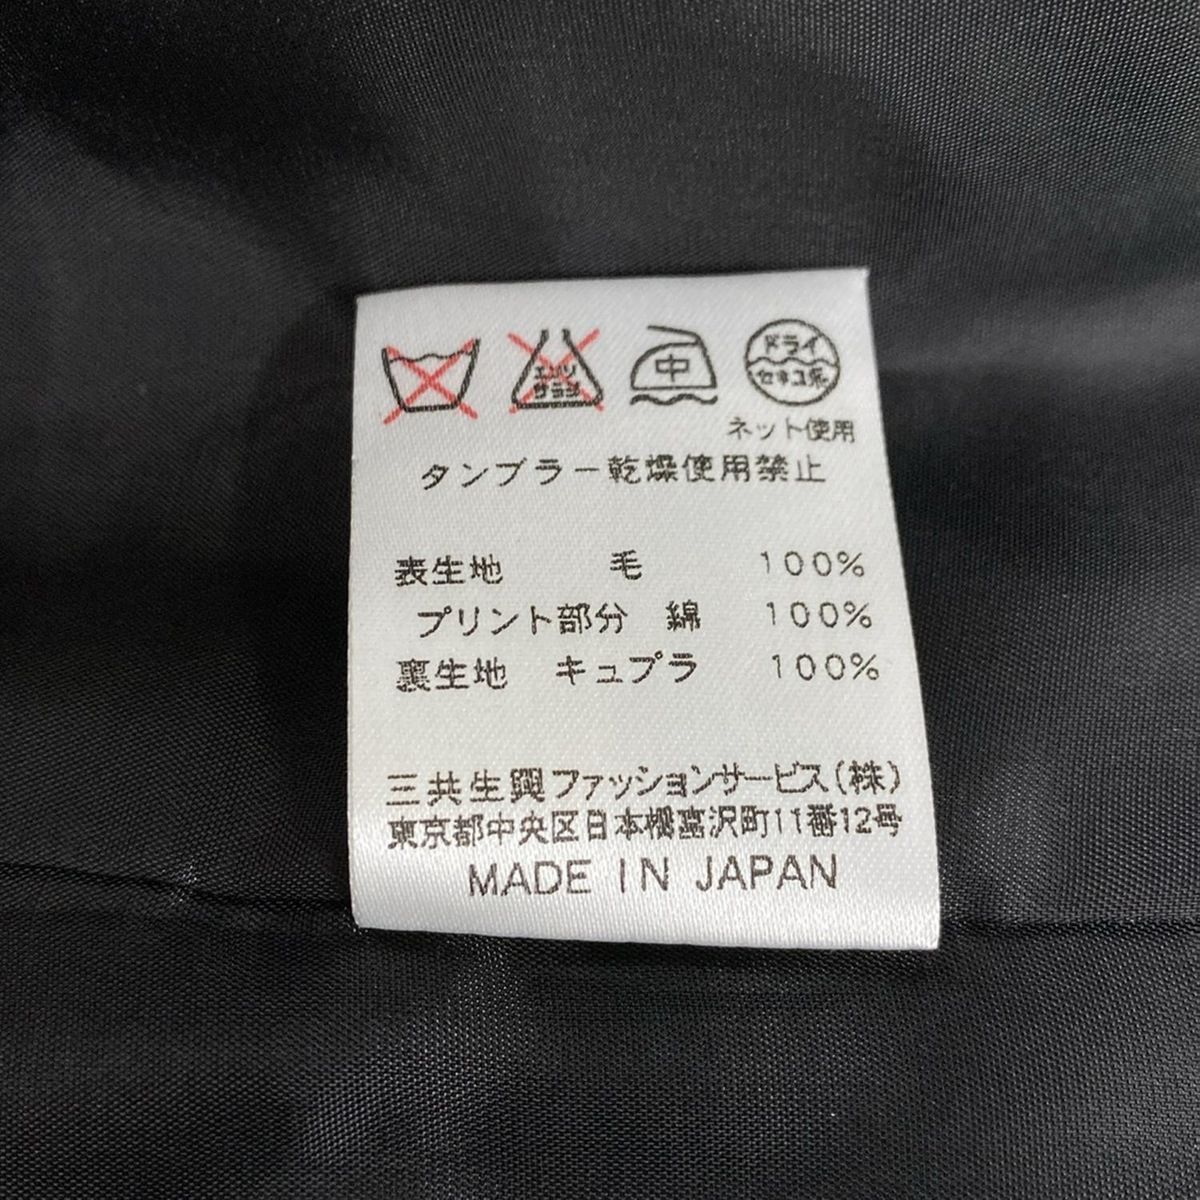 エンソ サラシ
中
ドライ
セキユ系
ネット使用
タンブラー乾燥使用禁止
表生地 毛 100%
プリント部分 綿 100%
裏生地 キュプラ 100%
三共生興ファッションサービス(株)
東京都中央区日本橋富沢町11番12号
MADE IN JAPAN